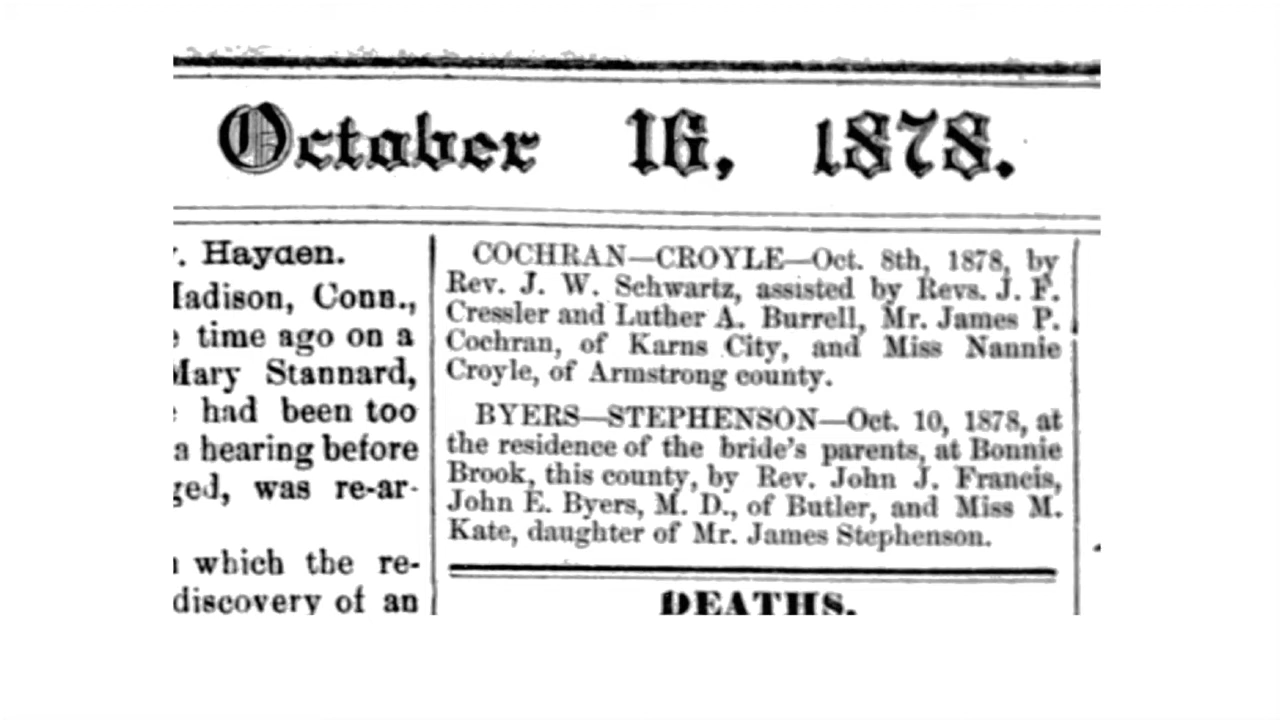 October 16, 1878.
. Hayden.
Madison, Conn.,
time ago on a
Mary Stannard,
had been too
a hearing before
ged, was re-ar-
which the re-
discovery of an
COCHRAN—CROYLE—Oct. 8th, 1878, by
Rev. J. W. Schwartz, assisted by Revs. J. F.
Cressler and Luther A. Burrell, Mr. James P.
Cochran, of Karns City, and Miss Nannie
Croyle, of Armstrong county.
BYERS—STEPHENSON—Oct. 10, 1878, at
the residence of the bride's parents, at Bonnie
Brook, this county, by Rev. John J. Francis,
John E. Byers, M. D., of Butler, and Miss M.
Kate, daughter of Mr. James Stephenson.
DEATHS.